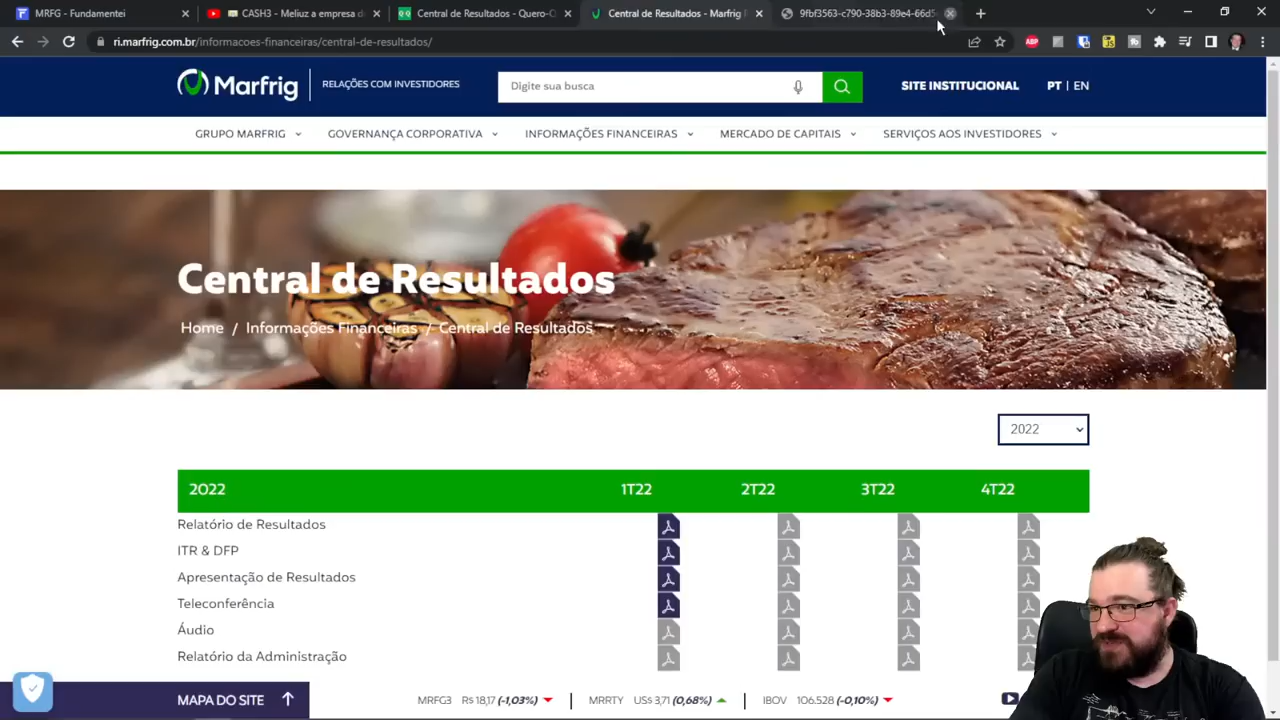 MRFG - Fundamentei
CASH3 - Meliuz a empresa d
Central de Resultados - Quero-Q
Central de Resultados - Marfrig R
9fbf3563-c790-38b3-89e4-66d5
ri.marfrig.com.br/informacoes-financeiras/central-de-resultados/
ABP
Marfrig
RELAÇÕES COM INVESTIDORES
Digite sua busca
SITE INSTITUCIONAL
PT | EN
GRUPO MARFRIG
GOVERNANÇA CORPORATIVA
INFORMAÇÕES FINANCEIRAS
MERCADO DE CAPITAIS
SERVIÇOS AOS INVESTIDORES
Central de Resultados
Home / Informações Financeiras / Central de Resultados
2022
2022 1T22 2T22 3T22 4T22
Relatório de Resultados
ITR & DFP
Apresentação de Resultados
Teleconferência
Áudio
Relatório da Administração
MAPA DO SITE
MRFG3 R$ 18,17 (-1,03%) | MRRTY US$ 3,71 (0,68%) | IBOV 106.528 (-0,10%)